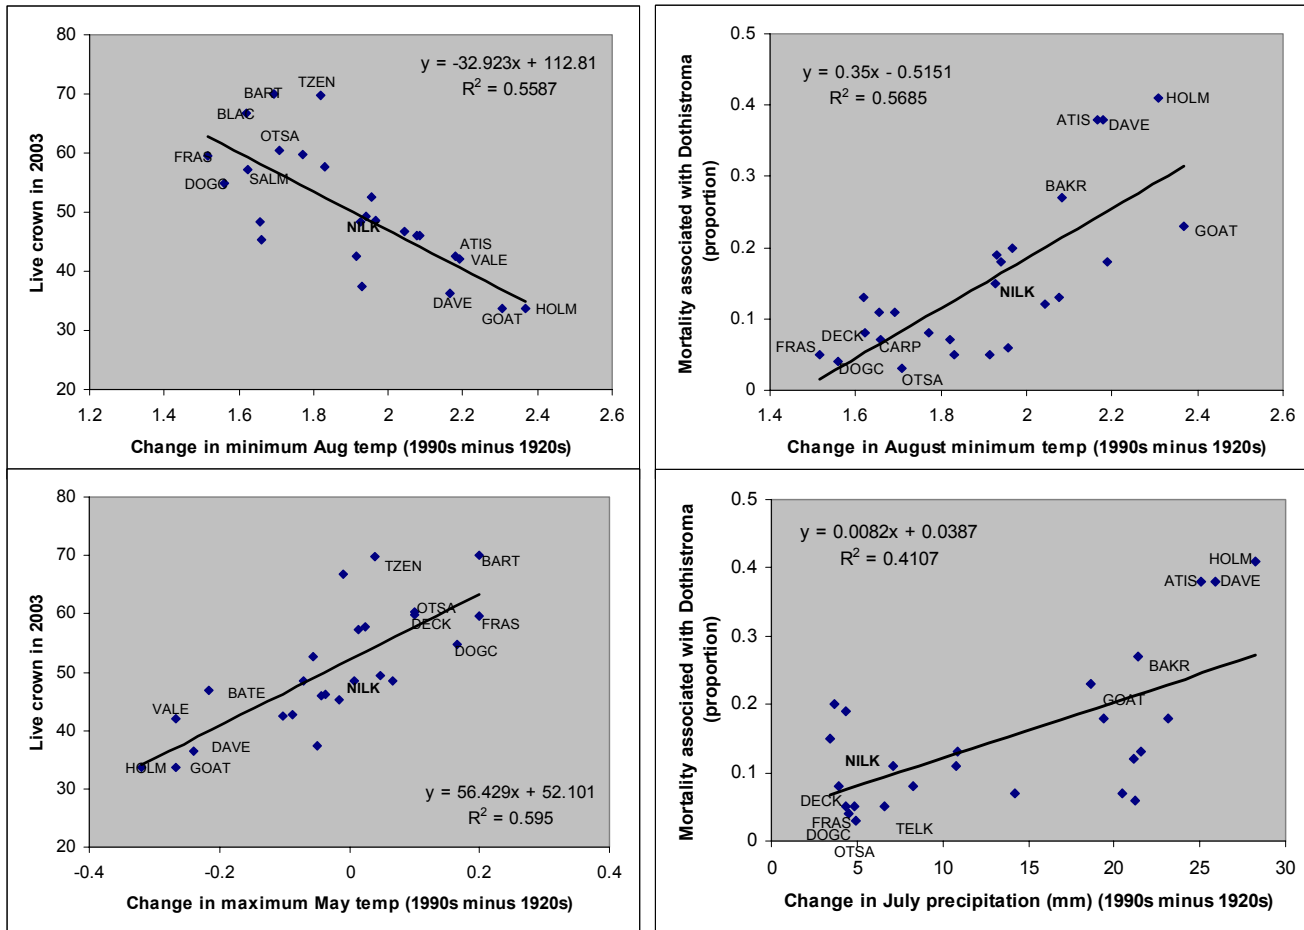 80
70
60
50
40
30
20
Live crown in 2003
y = -32.923x + 112.81
R² = 0.5587
TZEN
BART
BLAC
OTSA
FRAS
SALM
DOGC
NILK
ATIS
VALE
DAVE
GOAT
HOLM
1.2 1.4 1.6 1.8 2 2.2 2.4 2.6
Change in minimum Aug temp (1990s minus 1920s)
0.5
0.4
0.3
0.2
0.1
0
Mortality associated with Dothistroma
(proportion)
y = 0.35x - 0.5151
R² = 0.5685
HOLM
ATIS
DAVE
BAKR
GOAT
NILK
DECK
FRAS
CARP
DOGC
OTSA
1.4 1.6 1.8 2 2.2 2.4 2.6
Change in August minimum temp (1990s minus 1920s)
80
70
60
50
40
30
20
Live crown in 2003
TZEN
BART
OTSA
DECK
FRAS
DOGC
NILK
BATE
VALE
DAVE
HOLM
GOAT
y = 56.429x + 52.101
R² = 0.595
-0.4 -0.2 0 0.2 0.4
Change in maximum May temp (1990s minus 1920s)
0.5
0.4
0.3
0.2
0.1
0
Mortality associated with Dothistroma
(proportion)
y = 0.0082x + 0.0387
R² = 0.4107
HOLM
ATIS
DAVE
BAKR
GOAT
NILK
DECK
FRAS
TELK
DOGC
OTSA
0 5 10 15 20 25 30
Change in July precipitation (mm) (1990s minus 1920s)